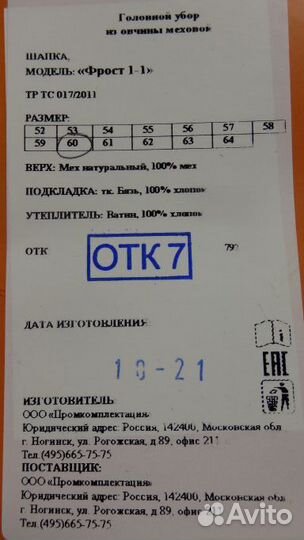 Головной убор
из овчины меховой
ШАПКА,
МОДЕЛЬ: «Фрост 1-1»
ТР ТС 017/2011
РАЗМЕР:
52 53 54 55 56 57 58
59 60 61 62 63 64
ВЕРХ: Мех натуральный, 100% мех
ПОДКЛАДКА: тк. Бязь, 100% хлопок
УТЕПЛИТЕЛЬ: Ватин, 100% хлопок
ОТК ОТК 7 792
ДАТА ИЗГОТОВЛЕНИЯ
10-21
EAC
ИЗГОТОВИТЕЛЬ:
ООО «Промкомплектация»
Юридический адрес: Россия, 142400, Московская обл
г. Ногинск, ул. Рогожская, д.89, офис 211
Тел.(495)665-75-75
ПОСТАВЩИК:
ООО «Промкомплектация»
Юридический адрес: Россия, 142400, Московская обл
г. Ногинск, ул. Рогожская, д.89, офис 211
Тел.(495)665-75-75
Avito